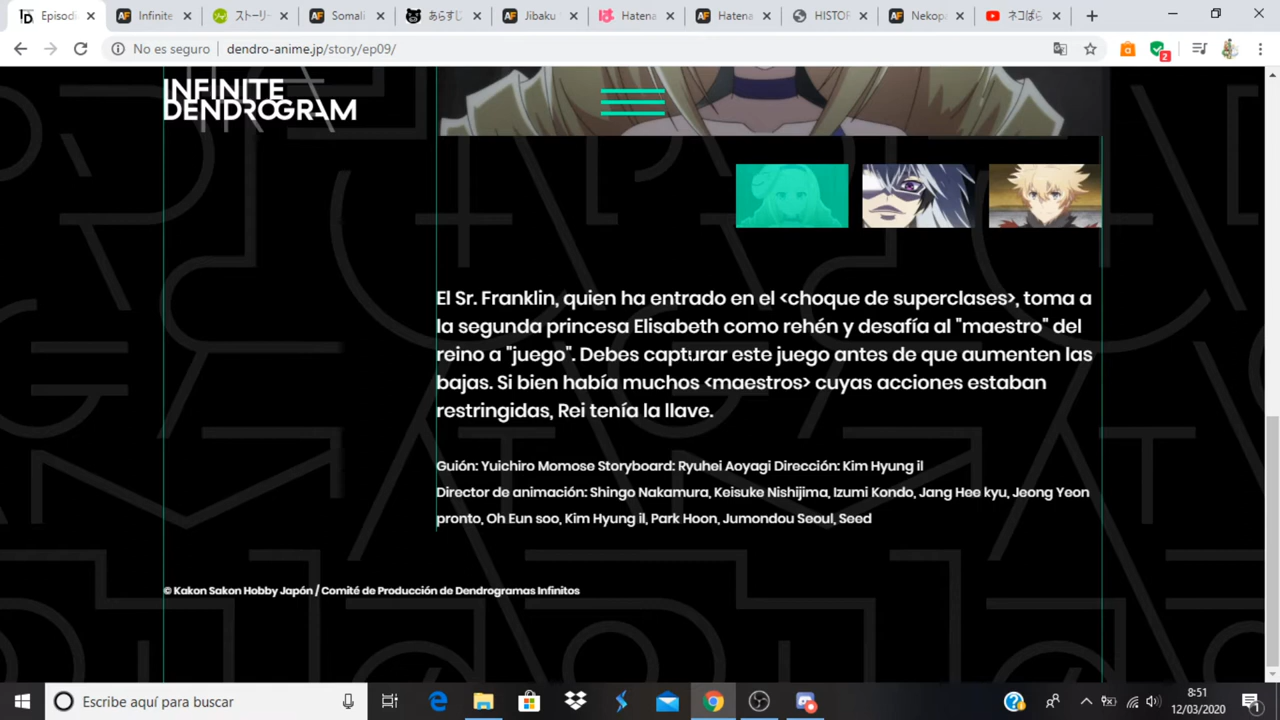 Episodi
Infinite
ストーリー
Somali
あらすじ
Jibaku
Hatena
Hatena
HISTOF
Nekopa
ネコぱら
No es seguro | dendro-anime.jp/story/ep09/
2
INFINITE
DENDROGRAM
El Sr. Franklin, quien ha entrado en el <choque de superclases>, toma a
la segunda princesa Elisabeth como rehén y desafía al "maestro" del
reino a "juego". Debes capturar este juego antes de que aumenten las
bajas. Si bien había muchos <maestros> cuyas acciones estaban
restringidas, Rei tenía la llave.
Guión: Yuichiro Momose Storyboard: Ryuhei Aoyagi Dirección: Kim Hyung il
Director de animación: Shingo Nakamura, Keisuke Nishijima, Izumi Kondo, Jang Hee kyu, Jeong Yeon
pronto, Oh Eun soo, Kim Hyung il, Park Hoon, Jumondou Seoul, Seed
© Kakon Sakon Hobby Japón / Comité de Producción de Dendrogramas Infinitos
Escribe aquí para buscar
8:51
12/03/2020
1